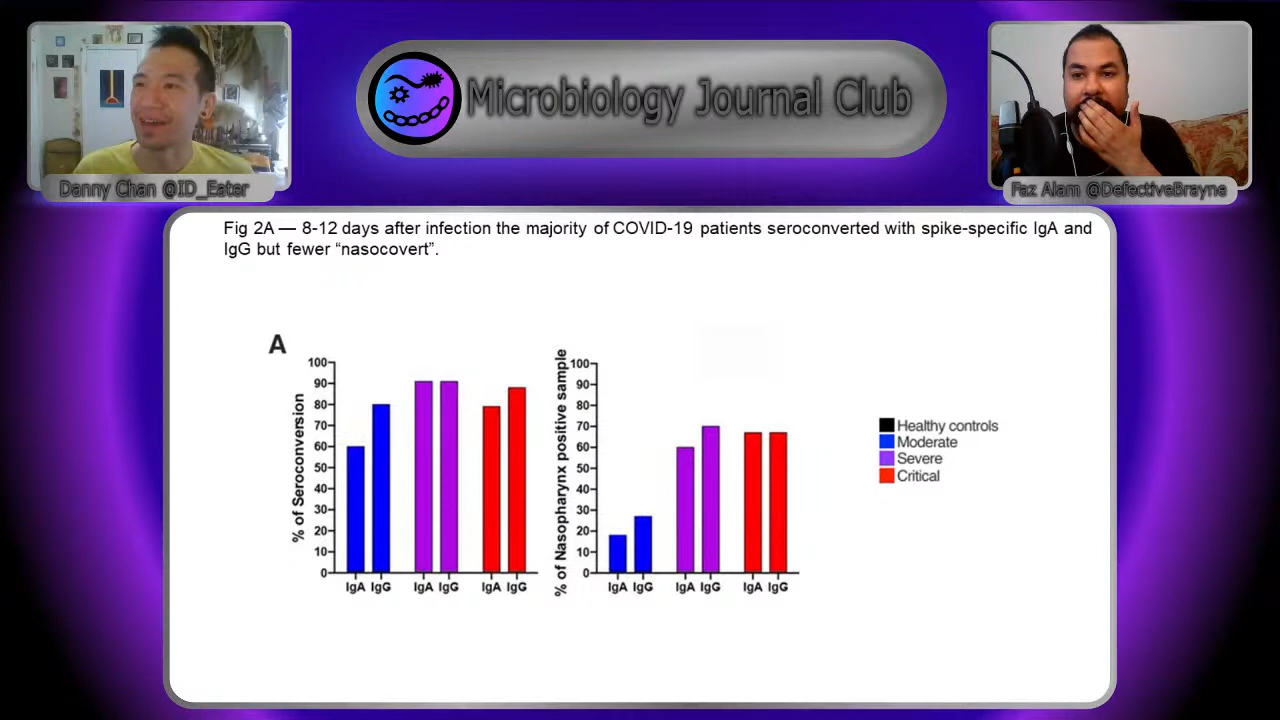 Microbiology Journal Club
Danny Chan @ID_Eater
Faz Alam @DefectiveBrayne
Fig 2A — 8-12 days after infection the majority of COVID-19 patients seroconverted with spike-specific IgA and
IgG but fewer “nasocovert”.
A
% of Seroconversion
100
90
80
70
60
50
40
30
20
10
0
IgA IgG IgA IgG IgA IgG
% of Nasopharynx positive sample
100
90
80
70
60
50
40
30
20
10
0
IgA IgG IgA IgG IgA IgG
Healthy controls
Moderate
Severe
Critical